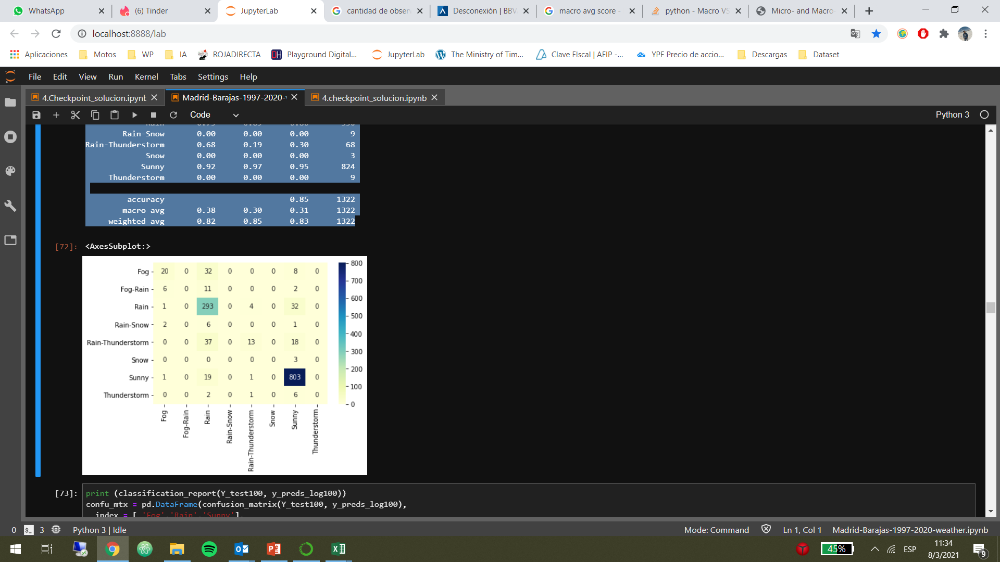 WhatsApp
(6) Tinder
JupyterLab
cantidad de obser
Desconexión | BBV
macro avg score -
python - Macro VS
Micro- and Macro-
localhost:8888/lab
Aplicaciones Motos WP IA ROJADIRECTA Playground Digital... JupyterLab The Ministry of Tim... Clave FIscal | AFIP -... YPF Precio de accio... Descargas Dataset
File Edit View Run Kernel Tabs Settings Help
4.Checkpoint_solucion.ipynb Madrid-Barajas-1997-2020- 4.checkpoint_solucion.ipynb
Code Python 3
Rain-Snow 0.00 0.00 0.00 9
Rain-Thunderstorm 0.68 0.19 0.30 68
Snow 0.00 0.00 0.00 3
Sunny 0.92 0.97 0.95 824
Thunderstorm 0.00 0.00 0.00 9
accuracy 0.85 1322
macro avg 0.38 0.30 0.31 1322
weighted avg 0.82 0.85 0.83 1322
[72]: <AxesSubplot:>
Fog - 20 0 32 0 0 0 8 0
Fog-Rain - 6 0 11 0 0 0 2 0
Rain - 1 0 293 0 4 0 32 0
Rain-Snow - 2 0 6 0 0 0 1 0
Rain-Thunderstorm - 0 0 37 0 13 0 18 0
Snow - 0 0 0 0 0 0 3 0
Sunny - 1 0 19 0 1 0 803 0
Thunderstorm - 0 0 2 0 1 0 6 0
Fog
Fog-Rain
Rain
Rain-Snow
Rain-Thunderstorm
Snow
Sunny
Thunderstorm
800
700
600
500
400
300
200
100
0
[73]: print (classification_report(Y_test100, y_preds_log100))
confu_mtx = pd.DataFrame(confusion_matrix(Y_test100, y_preds_log100),
index = [ 'Fog','Rain','Sunny'],
0 $_ 3 Python 3 | Idle Mode: Command Ln 1, Col 1 Madrid-Barajas-1997-2020-weather.ipynb
45% ESP 11:34
8/3/2021 9